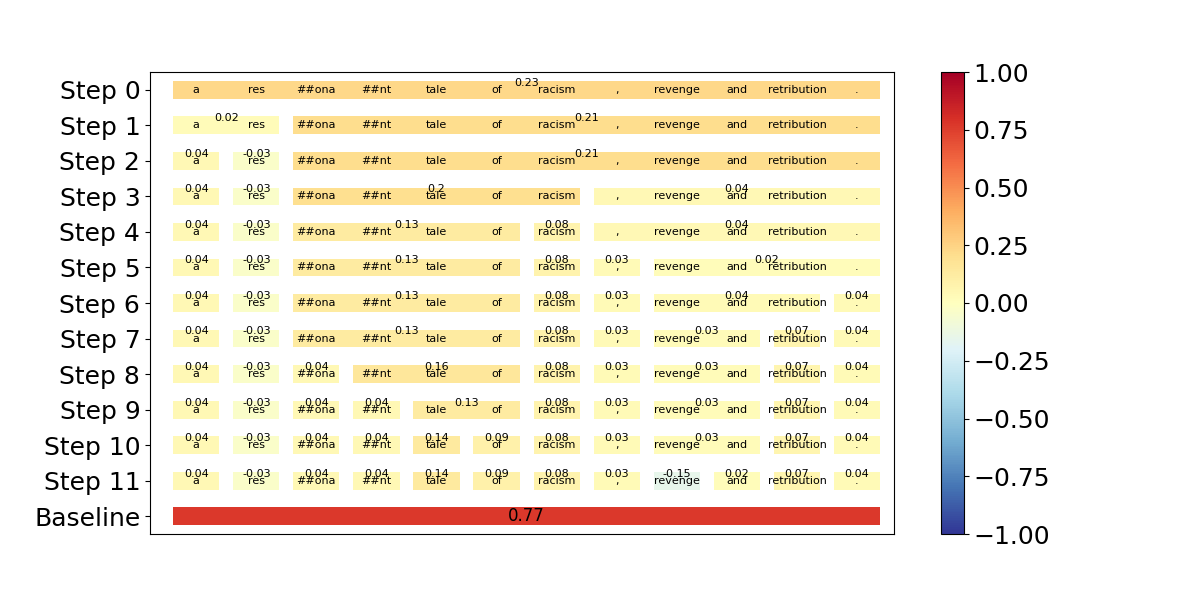 0.23
Step 0 a res ##ona ##nt tale of racism , revenge and retribution . 1.00
0.02 0.21
Step 1 a res ##ona ##nt tale of racism , revenge and retribution . 0.75
0.04 -0.03 0.21
Step 2 a res ##ona ##nt tale of racism , revenge and retribution .
0.04 -0.03 0.2 0.04
Step 3 a res ##ona ##nt tale of racism , revenge and retribution . 0.50
0.04 -0.03 0.13 0.08 0.04
Step 4 a res ##ona ##nt tale of racism , revenge and retribution . 0.25
0.04 -0.03 0.13 0.08 0.03 0.02
Step 5 a res ##ona ##nt tale of racism , revenge and retribution .
0.04 -0.03 0.13 0.08 0.03 0.04 0.04
Step 6 a res ##ona ##nt tale of racism , revenge and retribution . 0.00
0.04 -0.03 0.13 0.08 0.03 0.03 0.07 0.04
Step 7 a res ##ona ##nt tale of racism , revenge and retribution .
0.04 -0.03 0.04 0.16 0.08 0.03 0.03 0.07 0.04
Step 8 a res ##ona ##nt tale of racism , revenge and retribution . −0.25
0.04 -0.03 0.04 0.04 0.13 0.08 0.03 0.03 0.07 0.04
Step 9 a res ##ona ##nt tale of racism , revenge and retribution . −0.50
0.04 -0.03 0.04 0.04 0.14 0.09 0.08 0.03 0.03 0.07 0.04
Step 10 a res ##ona ##nt tale of racism , revenge and retribution .
0.04 -0.03 0.04 0.04 0.14 0.09 0.08 0.03 -0.15 0.02 0.07 0.04
Step 11 a res ##ona ##nt tale of racism , revenge and retribution . −0.75
Baseline 0.77 −1.00